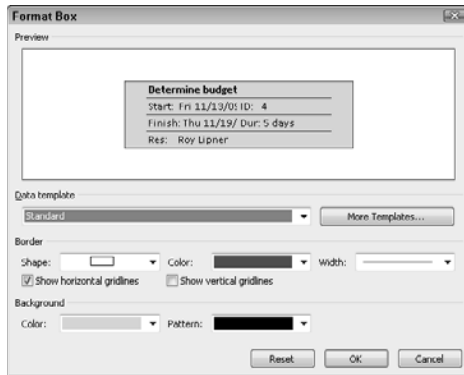 Format Box
Preview
Determine budget
Start: Fri 11/13/0 ID: 4
Finish: Thu 11/19/ Dur: 5 days
Res: Roy Lipner
Data template
Standard
More Templates...
Border
Shape: Color: Width:
Show horizontal gridlines Show vertical gridlines
Background
Color: Pattern:
Reset OK Cancel